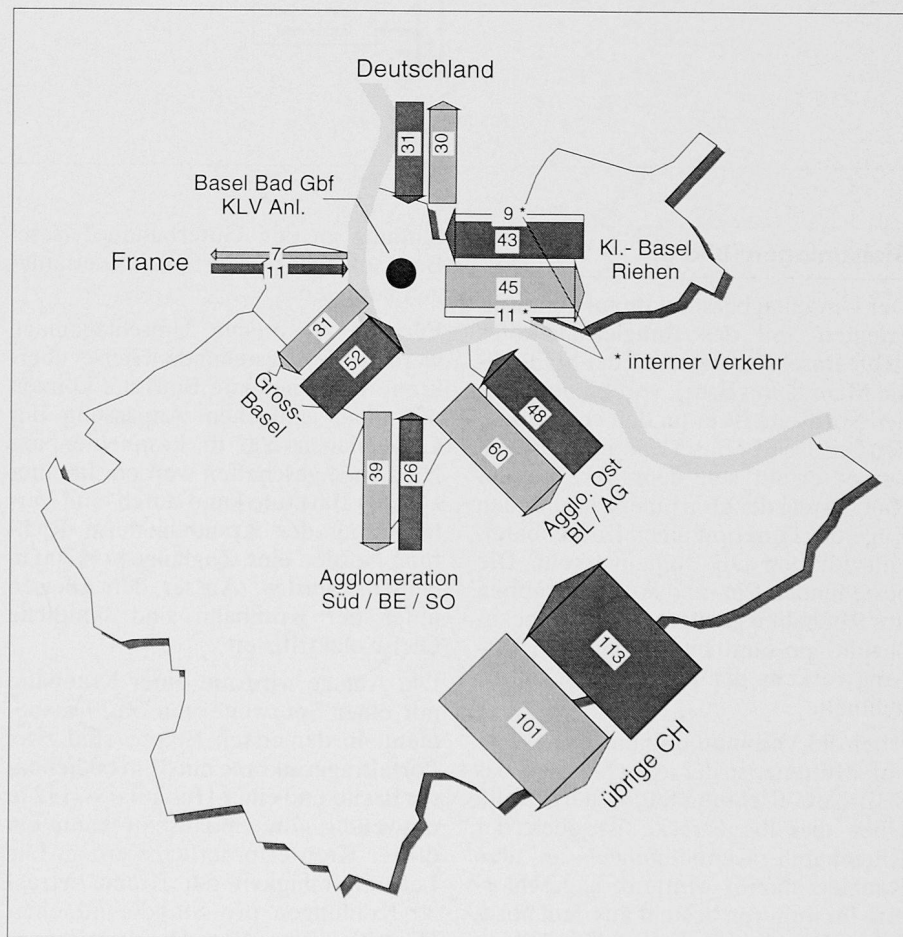 Deutschland
31
30
Basel Bad Gbf
KLV Anl.
9 *
43
Kl.- Basel
Riehen
France
7
11
45
11 *
* interner Verkehr
31
52
Gross-
Basel
48
60
Agglo. Ost
BL / AG
39
26
Agglomeration
Süd / BE / SO
113
101
übrige CH